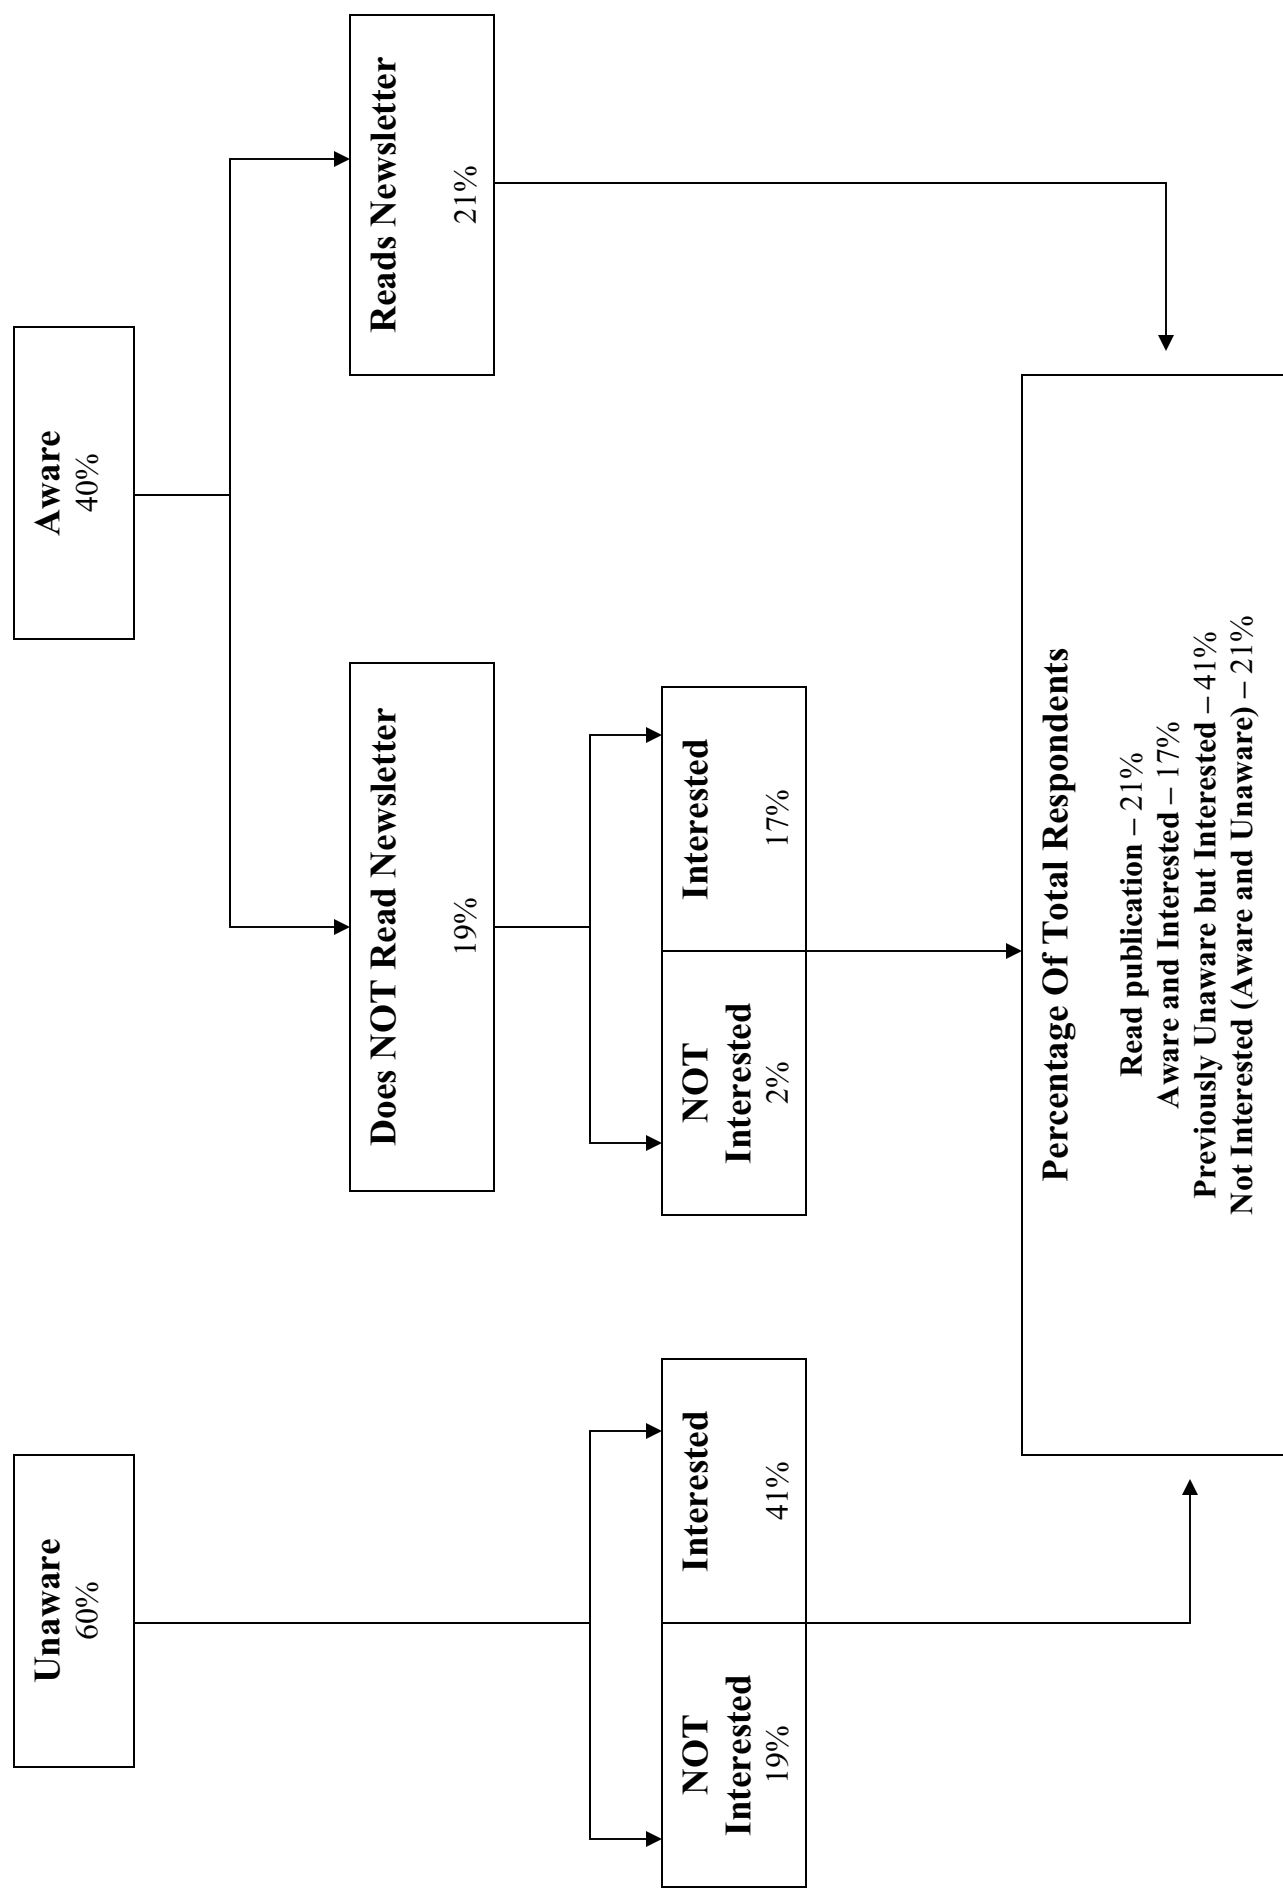 Unaware
60%
Aware
40%
Does NOT Read Newsletter
19%
Reads Newsletter
21%
NOT
Interested
19%
Interested
41%
NOT
Interested
2%
Interested
17%
Percentage Of Total Respondents
Read publication – 21%
Aware and Interested – 17%
Previously Unaware but Interested – 41%
Not Interested (Aware and Unaware) – 21%